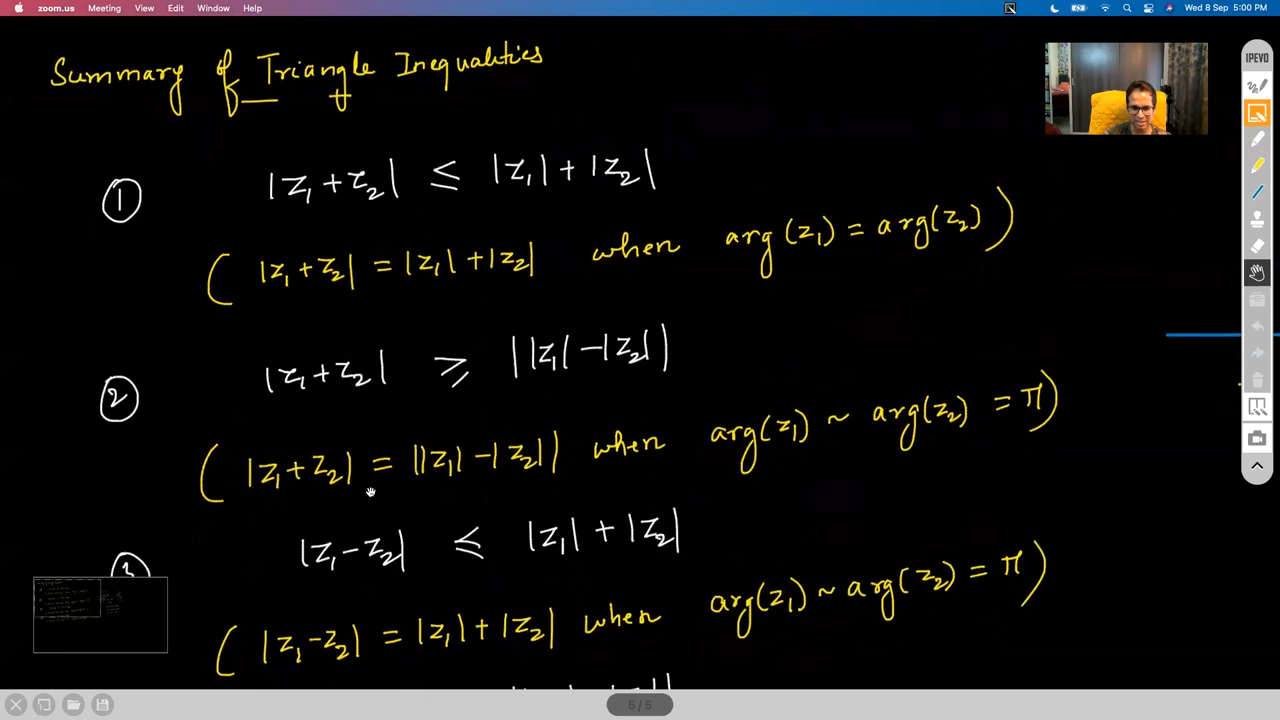 zoom.us Meeting View Edit Window Help Wed 8 Sep 5:00 PM
IPEVO
Summary of Triangle Inequalities
① |z₁+z₂| ≤ |z₁|+|z₂|
( |z₁+z₂| = |z₁|+|z₂| when arg(z₁) = arg(z₂) )
② |z₁+z₂| ⩾ ||z₁|-|z₂||
( |z₁+z₂| = ||z₁|-|z₂|| when arg(z₁) ~ arg(z₂) = π )
③ |z₁-z₂| ≤ |z₁| + |z₂|
( |z₁-z₂| = |z₁|+|z₂| when arg(z₁) ~ arg(z₂) = π )
5/5